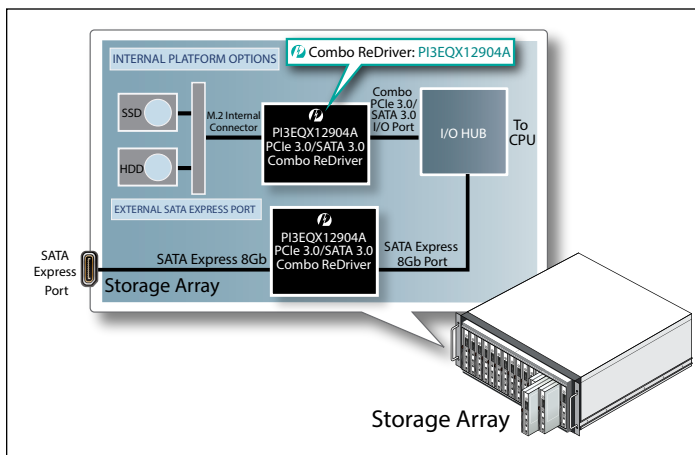 INTERNAL PLATFORM OPTIONS
Combo ReDriver: PI3EQX12904A
SSD
HDD
M.2 Internal
Connector
PI3EQX12904A
PCIe 3.0/SATA 3.0
Combo ReDriver
Combo
PCIe 3.0/
SATA 3.0
I/O Port
I/O HUB
To
CPU
EXTERNAL SATA EXPRESS PORT
PI3EQX12904A
PCIe 3.0/SATA 3.0
Combo ReDriver
SATA
Express
Port
SATA Express 8Gb
SATA Express
8Gb Port
Storage Array
Storage Array